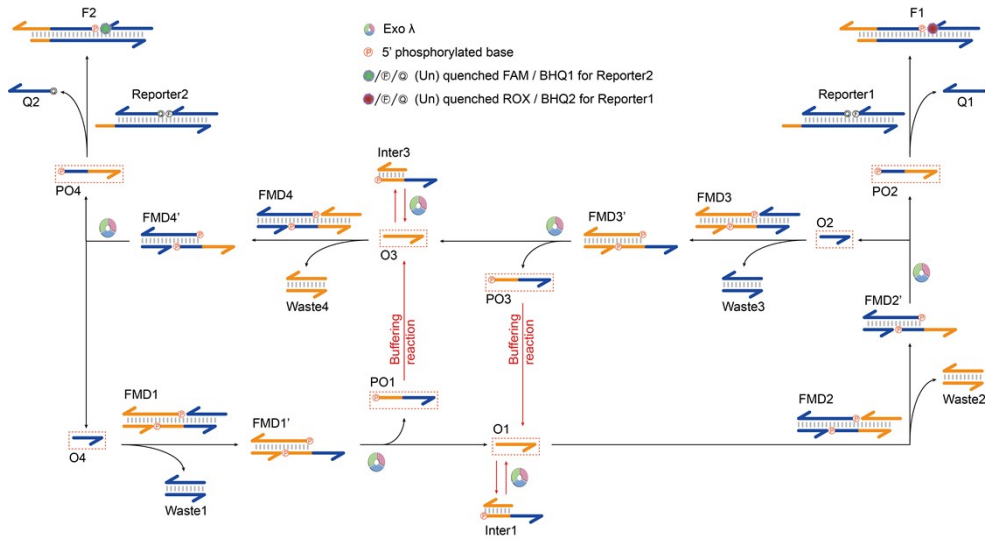 F2
Q2
Reporter2
PO4
FMD4'
FMD4
Waste4
O4
FMD1
Waste1
FMD1'
Exo λ
P 5' phosphorylated base
/F/Q (Un) quenched FAM / BHQ1 for Reporter2
/F/Q (Un) quenched ROX / BHQ2 for Reporter1
Inter3
O3
Buffering
reaction
PO1
FMD3'
PO3
Buffering
reaction
O1
Inter1
FMD3
O2
Waste3
F1
Q1
Reporter1
PO2
FMD2'
FMD2
Waste2